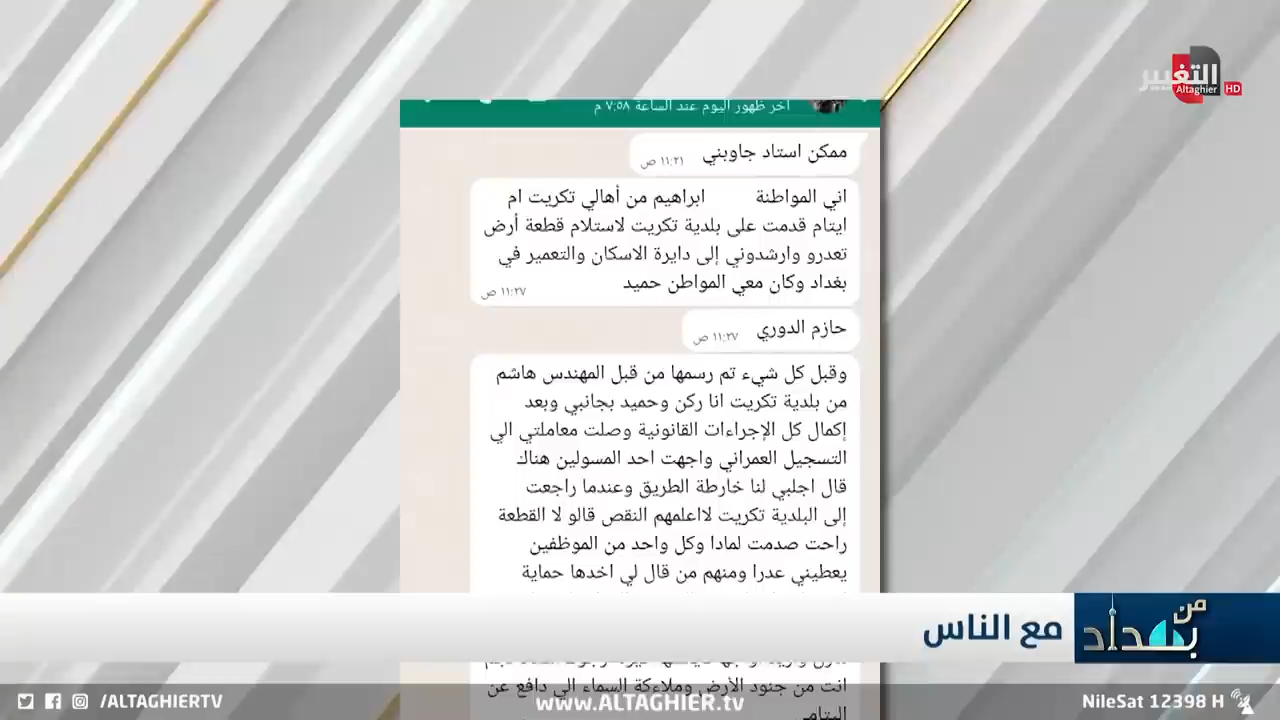 التغيير
Altaghier HD
آخر ظهور اليوم عند الساعة ٧:٥٨ م
ممكن استاد جاوبني
١١:٢١ ص
اني المواطنة ابراهيم من أهالي تكريت ام
ايتام قدمت على بلدية تكريت لاستلام قطعة أرض
تعدرو وارشدوني إلى دايرة الاسكان والتعمير في
بغداد وكان معي المواطن حميد
١١:٢٧ ص
حازم الدوري
١١:٢٧ ص
وقبل كل شيء تم رسمها من قبل المهندس هاشم
من بلدية تكريت انا ركن وحميد بجانبي وبعد
إكمال كل الإجراءات القانونية وصلت معاملتي الي
التسجيل العمراني واجهت احد المسولين هناك
قال اجلبي لنا خارطة الطريق وعندما راجعت
إلى البلدية تكريت لااعلمهم النقص قالو لا القطعة
راحت صدمت لمادا وكل واحد من الموظفين
يعطيني عدرا ومنهم من قال لي اخدها حماية
من بغداد
مع الناس
انت من جنود الأرض وملاءكة السماء الي دافع عن
اليتامى
/ALTAGHIERTV
www.ALTAGHIER.tv
NileSat 12398 H